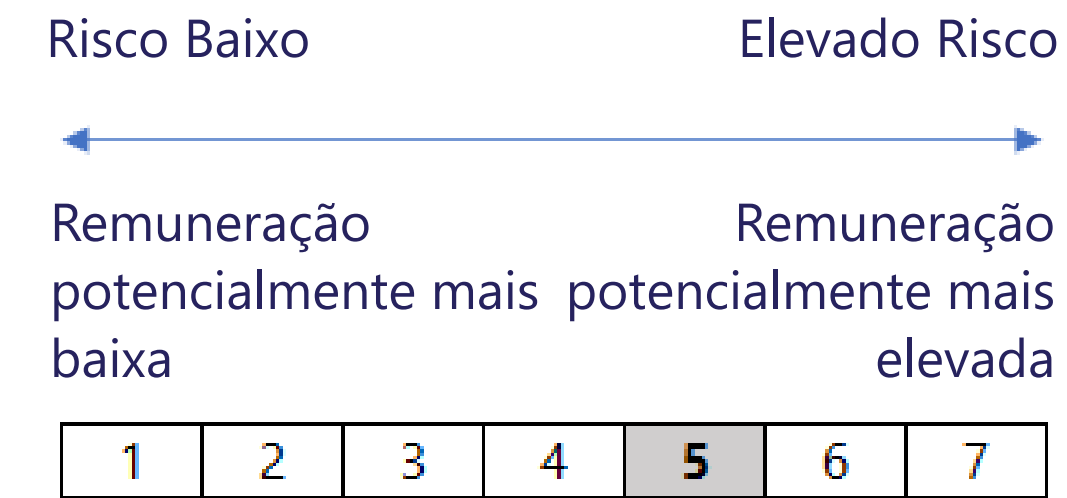 Risco Baixo Elevado Risco
Remuneração Remuneração
potencialmente mais potencialmente mais
baixa elevada
1 2 3 4 5 6 7